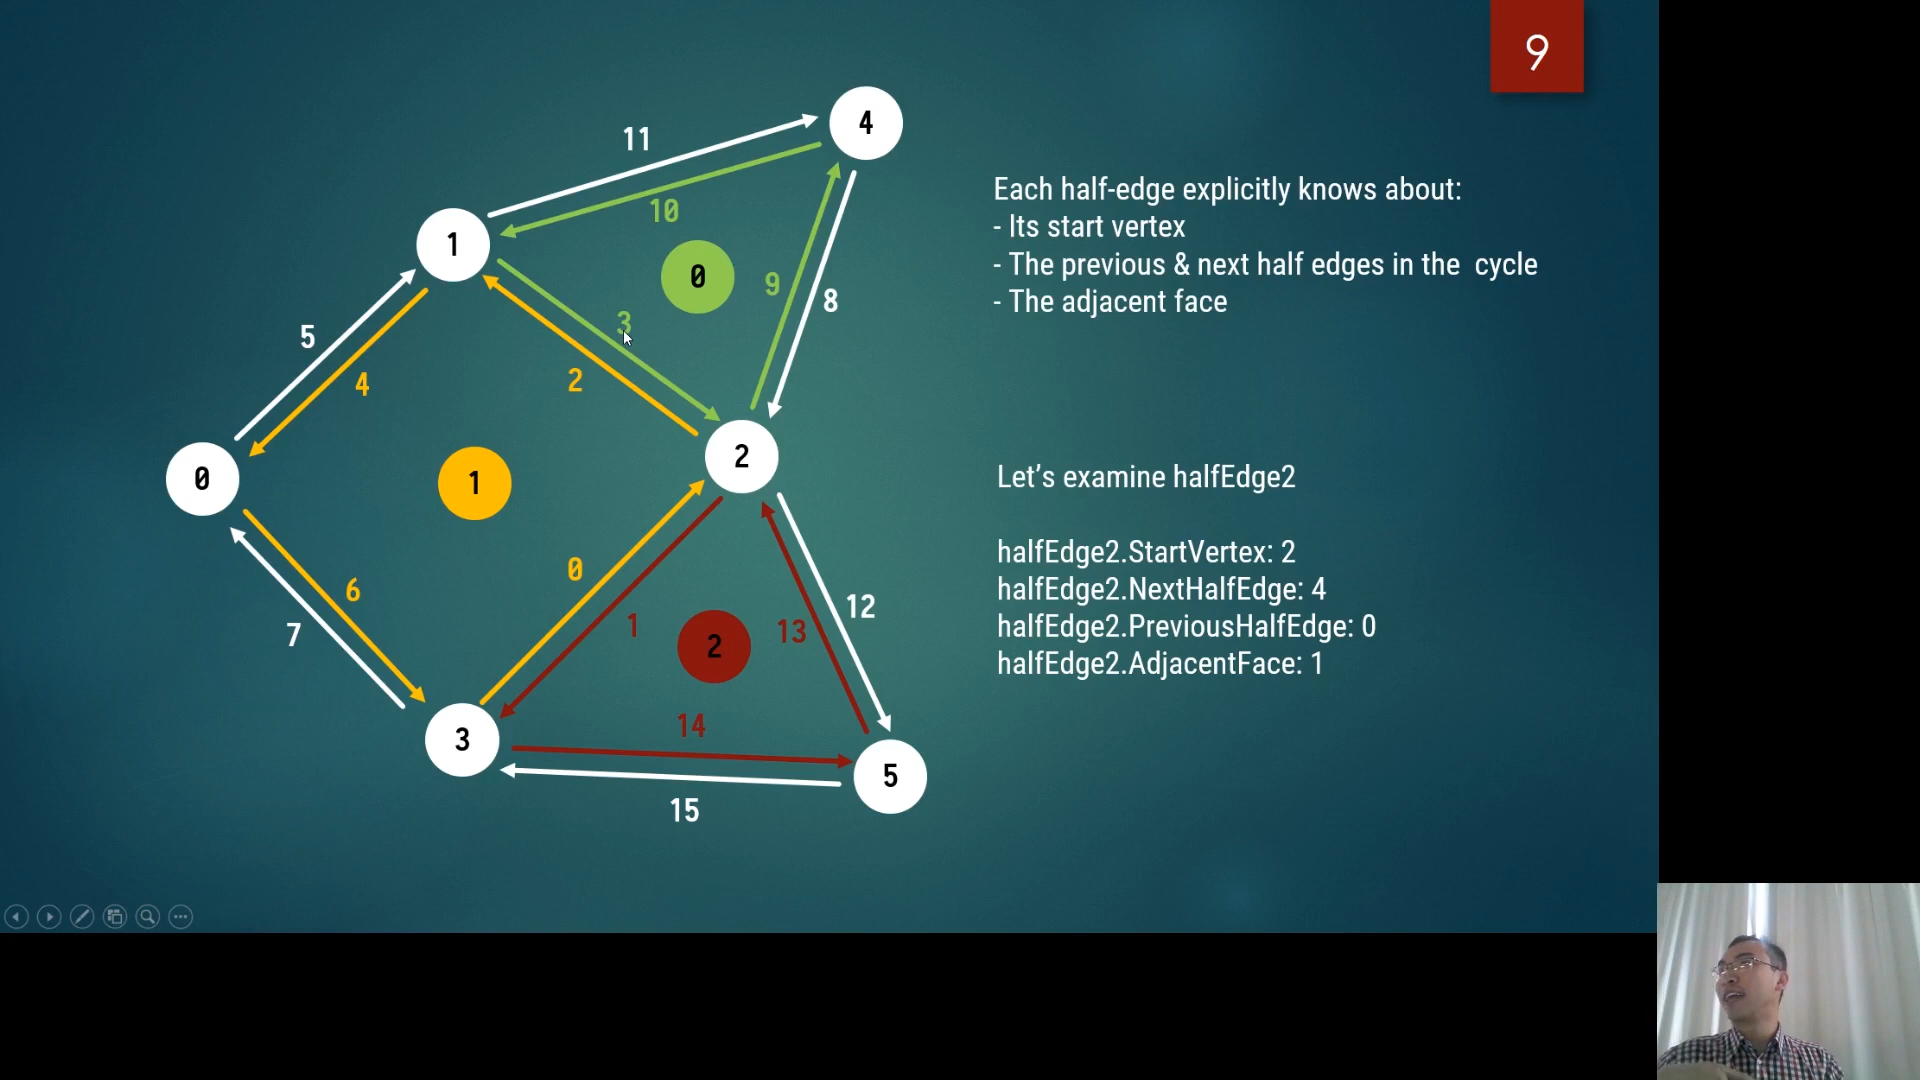 9
4
11
10
1
0
9
8
3
5
4
2
2
0
1
6
0
7
12
1
2
13
14
3
5
15
Each half-edge explicitly knows about:
- Its start vertex
- The previous & next half edges in the  cycle
- The adjacent face
Let’s examine halfEdge2
halfEdge2.StartVertex: 2
halfEdge2.NextHalfEdge: 4
halfEdge2.PreviousHalfEdge: 0
halfEdge2.AdjacentFace: 1